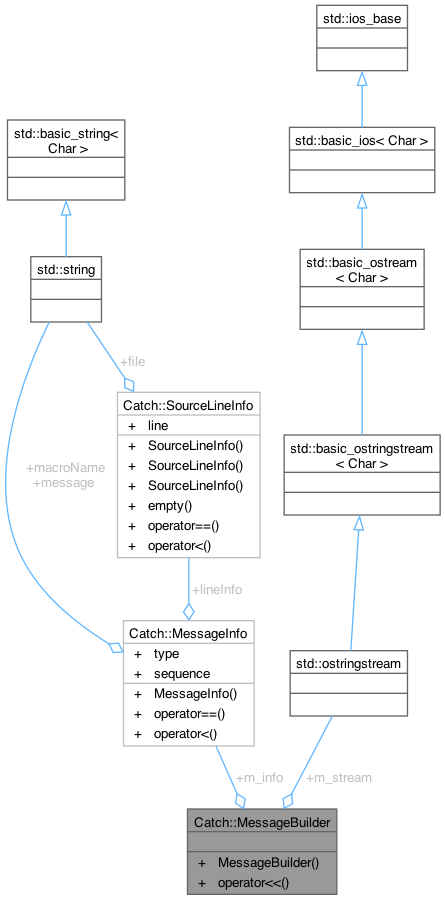 std::ios_base
std::basic_string<
Char >
std::basic_ios< Char >
std::string
std::basic_ostream
< Char >
+file
Catch::SourceLineInfo
+ line
+ SourceLineInfo()
+ SourceLineInfo()
+ SourceLineInfo()
+ empty()
+ operator==()
+ operator<()
std::basic_ostringstream
< Char >
+macroName
+message
+lineInfo
Catch::MessageInfo
+ type
+ sequence
+ MessageInfo()
+ operator==()
+ operator<()
std::ostringstream
+m_info
+m_stream
Catch::MessageBuilder
+ MessageBuilder()
+ operator<<()